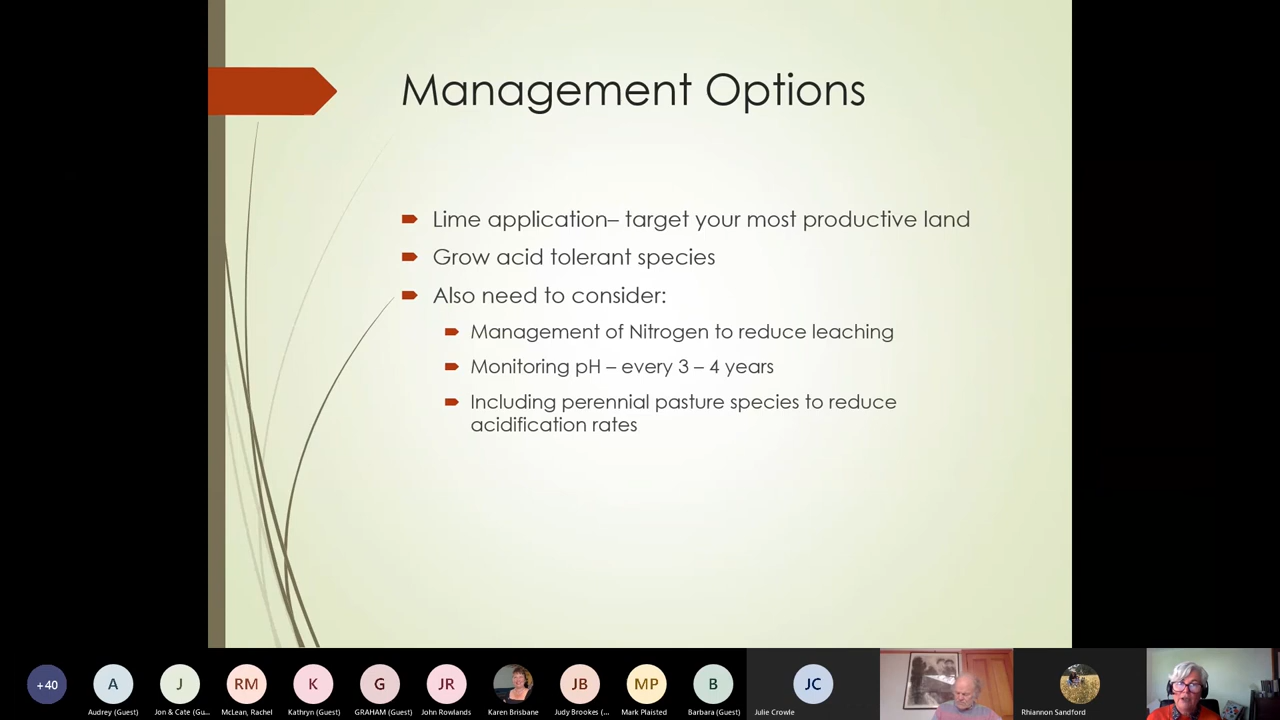 Management Options
Lime application– target your most productive land
Grow acid tolerant species
Also need to consider:
Management of Nitrogen to reduce leaching
Monitoring pH – every 3 – 4 years
Including perennial pasture species to reduce
acidification rates
+40
A
J
RM
K
G
JR
JB
MP
B
JC
Audrey (Guest)
Jon & Cate (Gu...
McLean, Rachel
Kathryn (Guest)
GRAHAM (Guest)
John Rowlands
Karen Brisbane
Judy Brookes (...
Mark Plaisted
Barbara (Guest)
Julie Crowle
Rhiannon Sandford